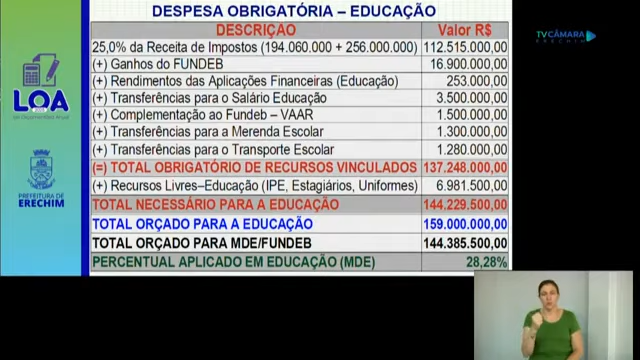 DESPESA OBRIGATÓRIA – EDUCAÇÃO
DESCRIÇÃO Valor R$
25,0% da Receita de Impostos (194.060.000 + 256.000.000) 112.515.000,00
(+) Ganhos do FUNDEB 16.900.000,00
(+) Rendimentos das Aplicações Financeiras (Educação) 253.000,00
(+) Transferências para o Salário Educação 3.500.000,00
(+) Complementação ao Fundeb – VAAR 1.500.000,00
(+) Transferências para a Merenda Escolar 1.300.000,00
(+) Transferências para o Transporte Escolar 1.280.000,00
(=) TOTAL OBRIGATÓRIO DE RECURSOS VINCULADOS 137.248.000,00
(+) Recursos Livres–Educação (IPE, Estagiários, Uniformes) 6.981.500,00
TOTAL NECESSÁRIO PARA A EDUCAÇÃO 144.229.500,00
TOTAL ORÇADO PARA A EDUCAÇÃO 159.000.000,00
TOTAL ORÇADO PARA MDE/FUNDEB 144.385.500,00
PERCENTUAL APLICADO EM EDUCAÇÃO (MDE) 28,28%
LOA
PREFEITURA DE
ERECHIM
TV CÂMARA
ERECHIM